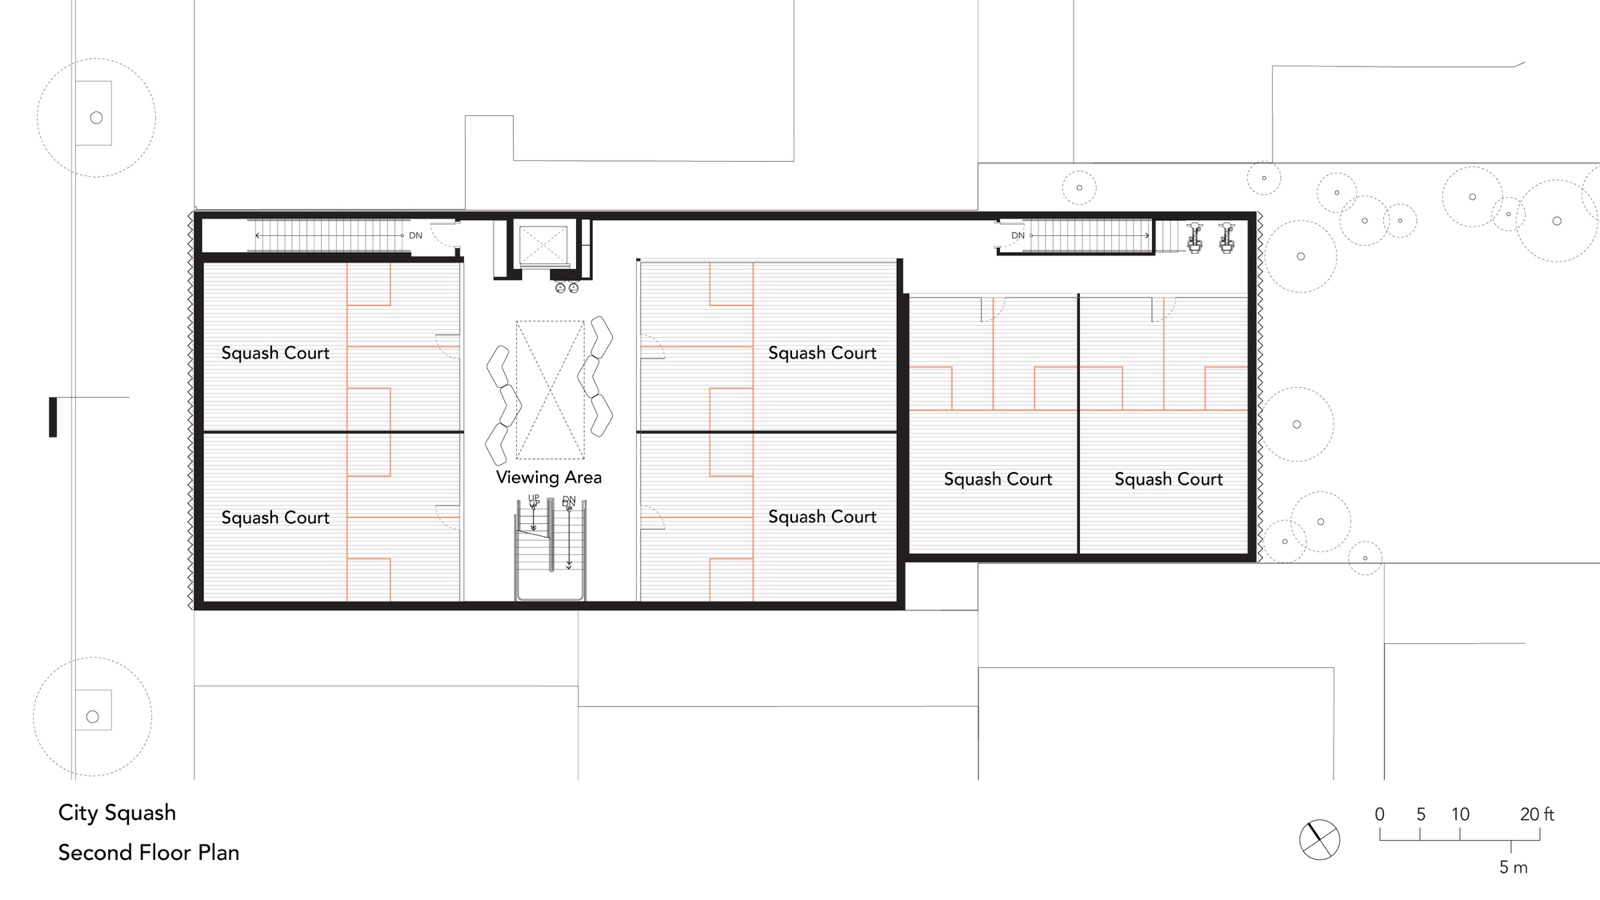 DN
DN
Squash Court
Squash Court
Viewing Area
Squash Court
Squash Court
Squash Court
Squash Court
UP
DN
City Squash
Second Floor Plan
0 5 10 20 ft
5 m